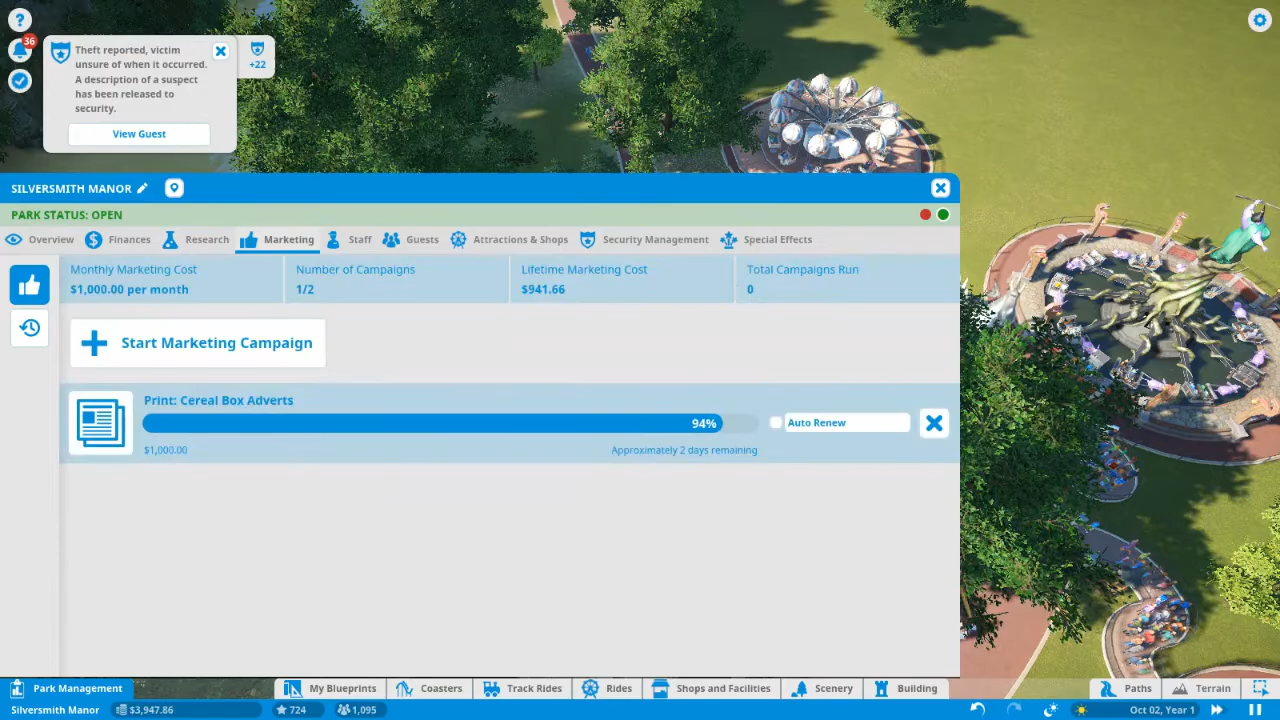 ?
36
Theft reported, victim
unsure of when it occurred.
A description of a suspect
has been released to
security.
View Guest
+22
SILVERSMITH MANOR
PARK STATUS: OPEN
Overview Finances Research Marketing Staff Guests Attractions & Shops Security Management Special Effects
Monthly Marketing Cost Number of Campaigns Lifetime Marketing Cost Total Campaigns Run
$1,000.00 per month 1/2 $941.66 0
Start Marketing Campaign
Print: Cereal Box Adverts
94% Auto Renew
$1,000.00 Approximately 2 days remaining
Park Management My Blueprints Coasters Track Rides Rides Shops and Facilities Scenery Building Paths Terrain
Silversmith Manor $3,947.86 724 1,095 Oct 02, Year 1